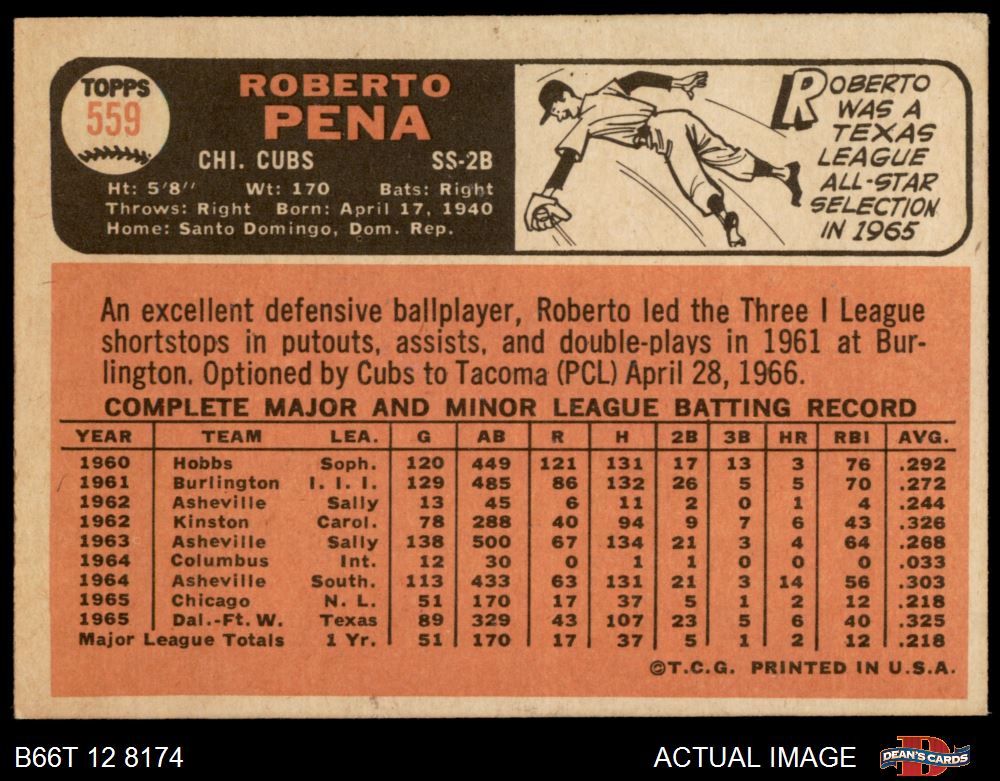 TOPPS
559
ROBERTO
PENA
CHI. CUBS SS-2B
Ht: 5'8" Wt: 170 Bats: Right
Throws: Right Born: April 17, 1940
Home: Santo Domingo, Dom. Rep.
ROBERTO
WAS A
TEXAS
LEAGUE
ALL-STAR
SELECTION
IN 1965
An excellent defensive ballplayer, Roberto led the Three I League
shortstops in putouts, assists, and double-plays in 1961 at Bur-
lington. Optioned by Cubs to Tacoma (PCL) April 28, 1966.
COMPLETE MAJOR AND MINOR LEAGUE BATTING RECORD
YEAR TEAM LEA. G AB R H 2B 3B HR RBI AVG.
1960 Hobbs Soph. 120 449 121 131 17 13 3 76 .292
1961 Burlington I. I. I. 129 485 86 132 26 5 5 70 .272
1962 Asheville Sally 13 45 6 11 2 0 1 4 .244
1962 Kinston Carol. 78 288 40 94 9 7 6 43 .326
1963 Asheville Sally 138 500 67 134 21 3 4 64 .268
1964 Columbus Int. 12 30 0 1 1 0 0 0 .033
1964 Asheville South. 113 433 63 131 21 3 14 56 .303
1965 Chicago N. L. 51 170 17 37 5 1 2 12 .218
1965 Dal.-Ft. W. Texas 89 329 43 107 23 5 6 40 .325
Major League Totals 1 Yr. 51 170 17 37 5 1 2 12 .218
©T.C.G. PRINTED IN U.S.A.
B66T 12 8174 ACTUAL IMAGE DEAN'S CARDS